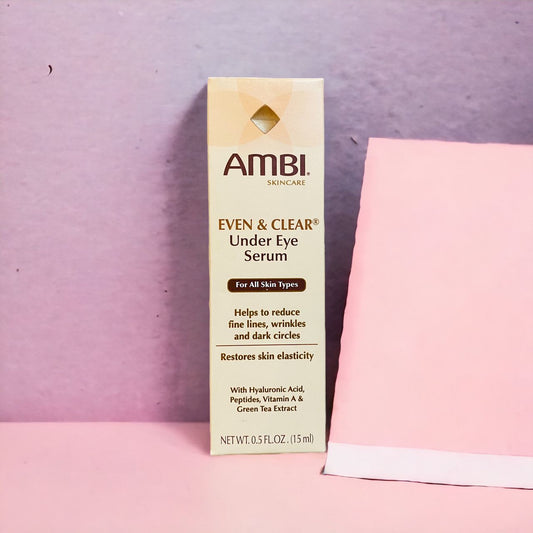 AMBI®
SKINCARE
EVEN & CLEAR®
Under Eye
Serum
For All Skin Types
Helps to reduce
fine lines, wrinkles
and dark circles
Restores skin elasticity
With Hyaluronic Acid,
Peptides, Vitamin A &
Green Tea Extract
NET WT. 0.5 FL.OZ. (15 ml)